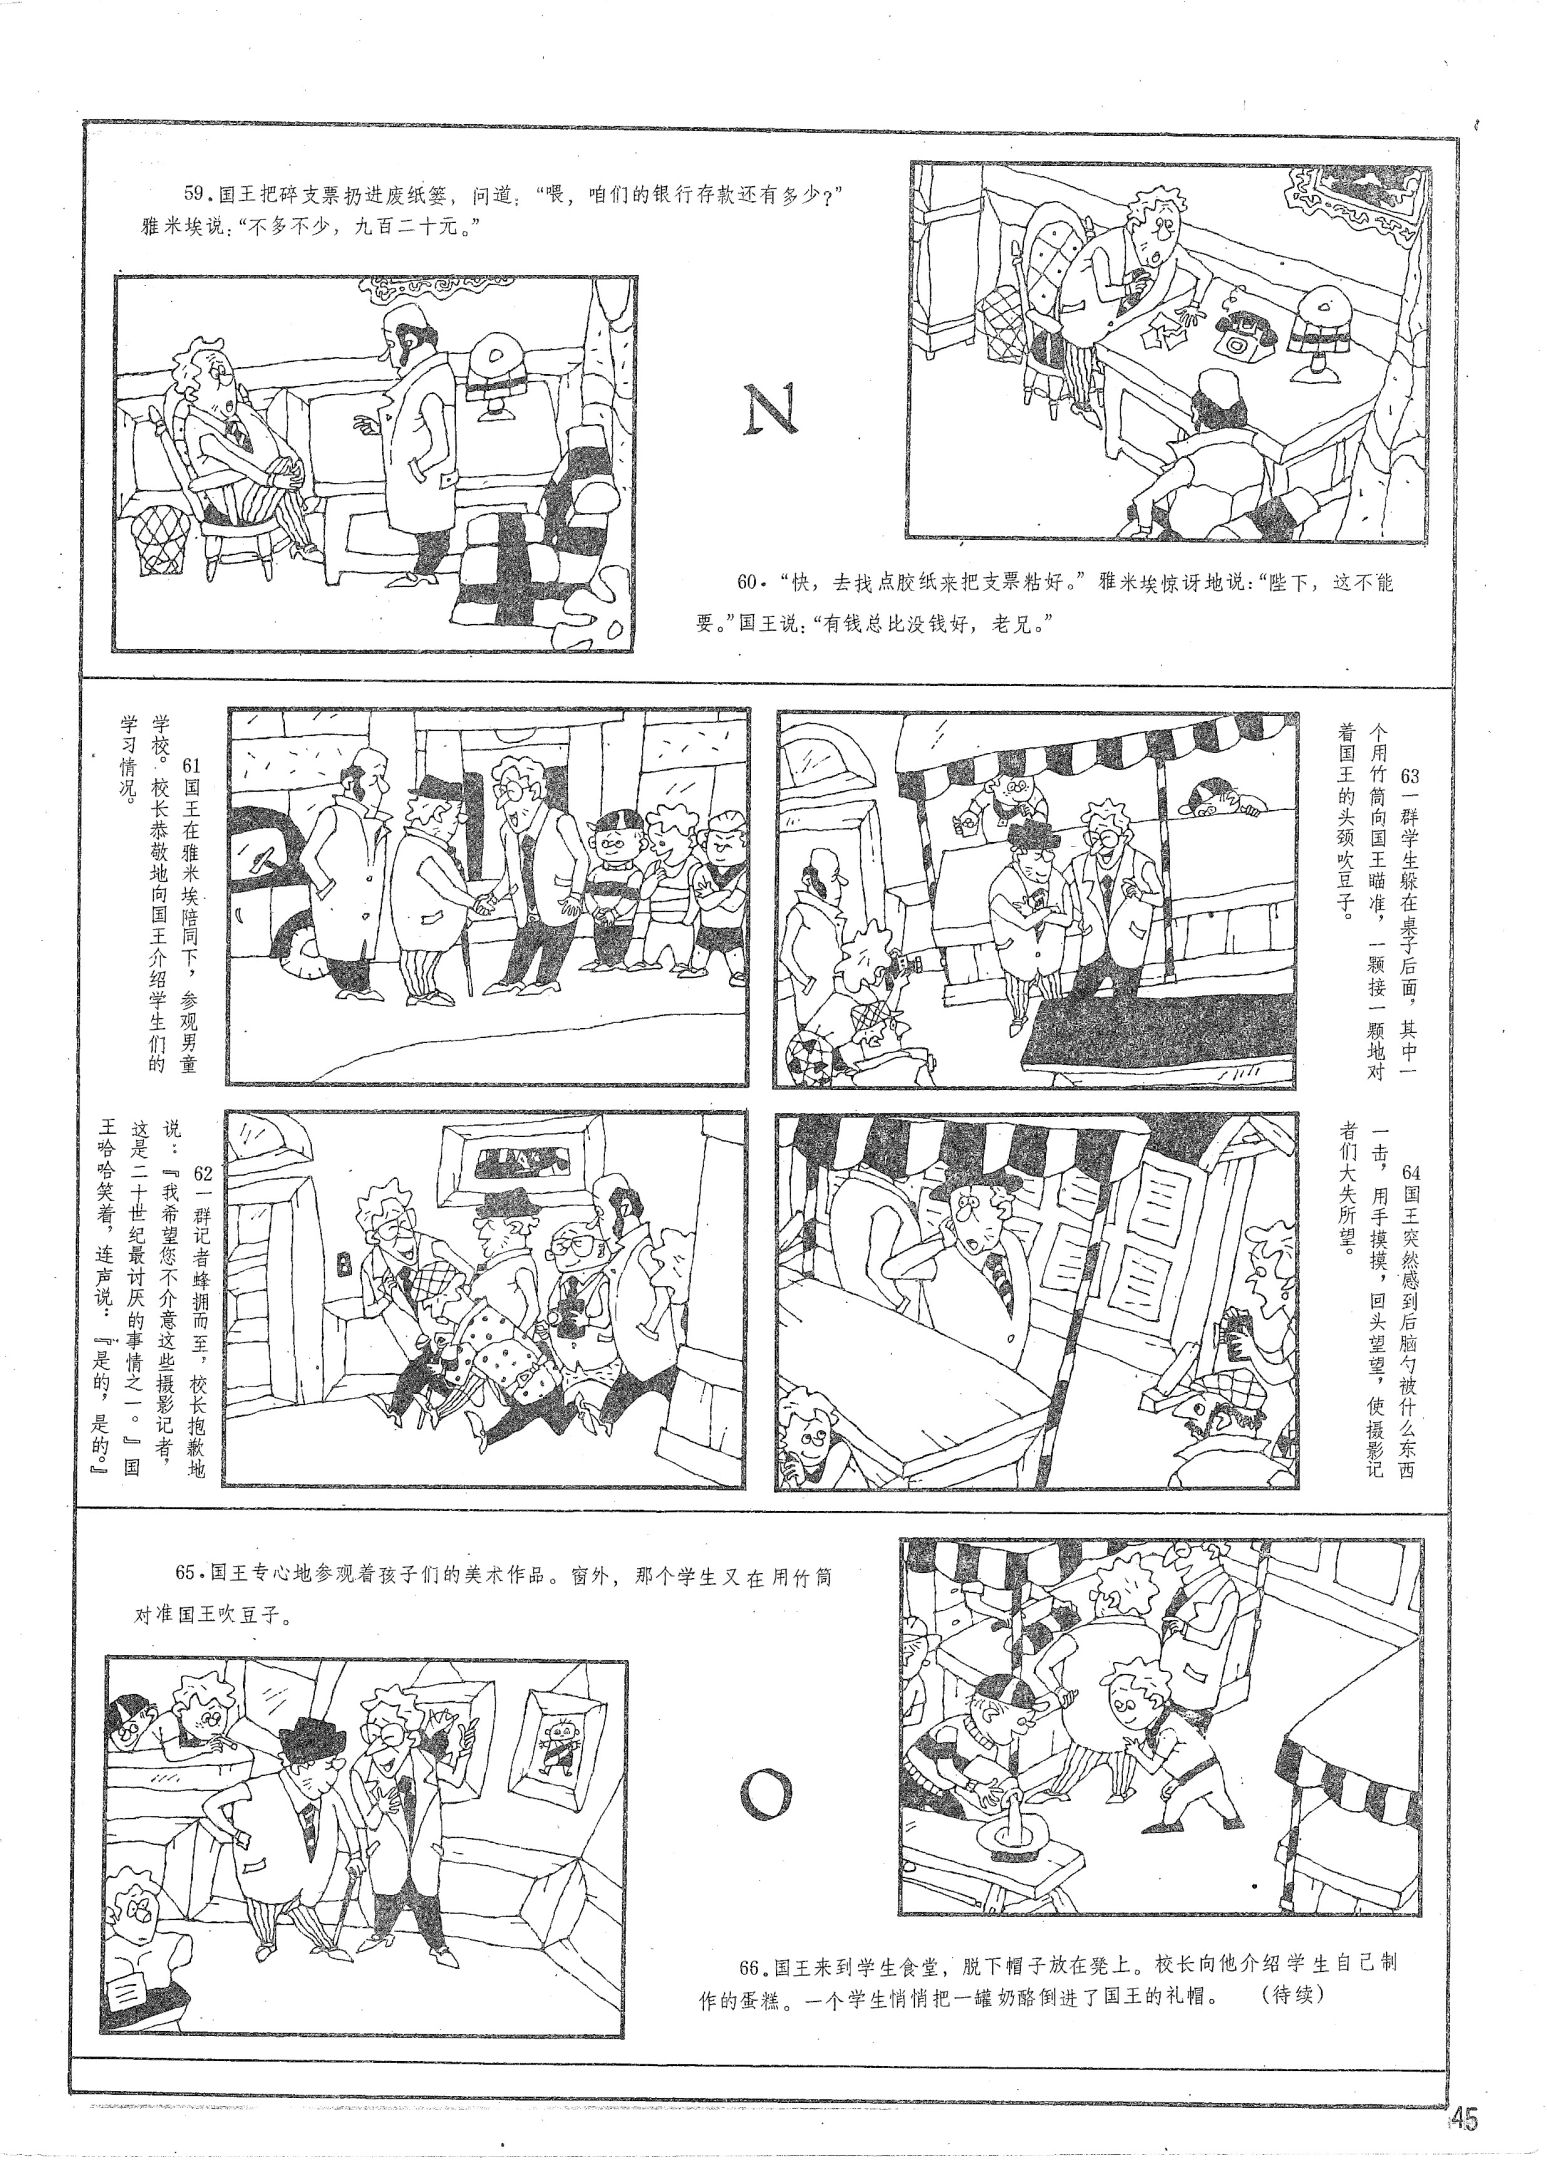 59.国王把碎支票扔进废纸篓，问道：“喂，咱们的银行存款还有多少？”
雅米埃说：“不多不少，九百二十元。”
N
60.“快，去找点胶纸来把支票粘好。”雅米埃惊讶地说：“陛下，这不能
要。”国王说：“有钱总比没钱好，老兄。”
61国王在雅米埃陪同下，参观男童
学校。校长恭敬地向国王介绍学生们的
学习情况。
62一群记者蜂拥而至，校长抱歉地
说：『我希望您不介意这些摄影记者，
这是二十世纪最讨厌的事情之一。』国
王哈哈笑着，连声说：『是的，是的。』
63一群学生躲在桌子后面，其中一
个用竹筒向国王瞄准，一颗接一颗地对
着国王的头颈吹豆子。
64国王突然感到后脑勺被什么东西
一击，用手摸摸，回头望望，使摄影记
者们大失所望。
65.国王专心地参观着孩子们的美术作品。窗外，那个学生又在用竹筒
对准国王吹豆子。
O
66.国王来到学生食堂，脱下帽子放在凳上。校长向他介绍学生自己制
作的蛋糕。一个学生悄悄把一罐奶酪倒进了国王的礼帽。（待续）
45